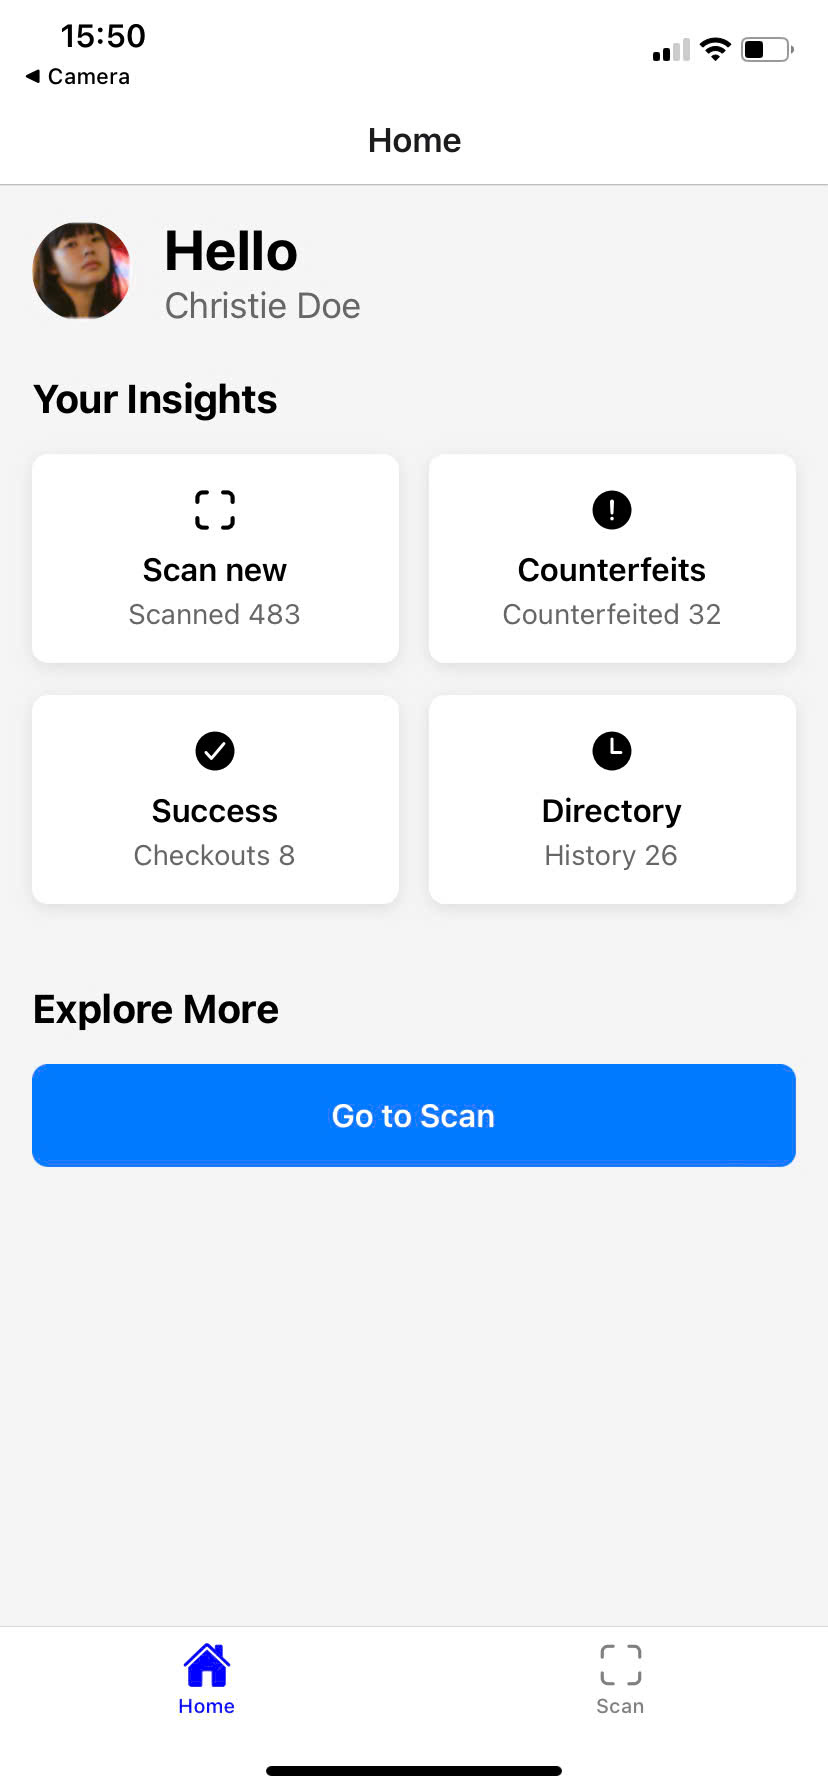 15:50
◀ Camera
Home
Hello
Christie Doe
Your Insights
Scan new
Scanned 483
Counterfeits
Counterfeited 32
Success
Checkouts 8
Directory
History 26
Explore More
Go to Scan
Home
Scan